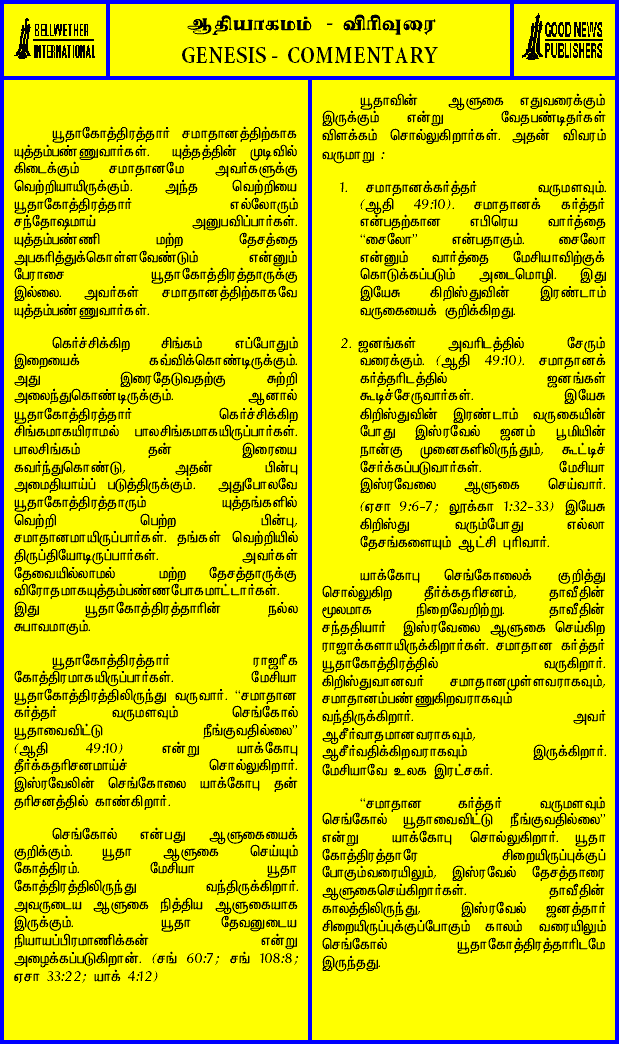 BELLWETHER
INTERNATIONAL
ஆதியாகமம் - விரிவுரை
GENESIS - COMMENTARY
GOOD NEWS
PUBLISHERS
யூதாகோத்திரத்தார் சமாதானத்திற்காக
யுத்தம்பண்ணுவார்கள். யுத்தத்தின் முடிவில்
கிடைக்கும் சமாதானமே அவர்களுக்கு
வெற்றியாயிருக்கும். அந்த வெற்றியை
யூதாகோத்திரத்தார் எல்லோரும்
சந்தோஷமாய் அனுபவிப்பார்கள்.
யுத்தம்பண்ணி மற்ற தேசத்தை
அபகரித்துக்கொள்ளவேண்டும் என்னும்
பேராசை யூதாகோத்திரத்தாருக்கு
இல்லை. அவர்கள் சமாதானத்திற்காகவே
யுத்தம்பண்ணுவார்கள்.
கெர்ச்சிக்கிற சிங்கம் எப்போதும்
இறையைக் கவ்விக்கொண்டிருக்கும்.
அது இரைதேடுவதற்கு சுற்றி
அலைந்துகொண்டிருக்கும். ஆனால்
யூதாகோத்திரத்தார் கெர்ச்சிக்கிற
சிங்கமாகயிராமல் பாலசிங்கமாகயிருப்பார்கள்.
பாலசிங்கம் தன் இரையை
கவர்ந்துகொண்டு, அதன் பின்பு
அமைதியாய்ப் படுத்திருக்கும். அதுபோலவே
யூதாகோத்திரத்தாரும் யுத்தங்களில்
வெற்றி பெற்ற பின்பு,
சமாதானமாயிருப்பார்கள். தங்கள் வெற்றியில்
திருப்தியோடிருப்பார்கள். அவர்கள்
தேவையில்லாமல் மற்ற தேசத்தாருக்கு
விரோதமாகயுத்தம்பண்ணபோகமாட்டார்கள்.
இது யூதாகோத்திரத்தாரின் நல்ல
சுபாவமாகும்.
யூதாகோத்திரத்தார் ராஜரீக
கோத்திரமாகயிருப்பார்கள். மேசியா
யூதாகோத்திரத்திலிருந்து வருவார். "சமாதான
கர்த்தர் வருமளவும் செங்கோல்
யூதாவைவிட்டு நீங்குவதில்லை"
(ஆதி 49:10) என்று யாக்கோபு
தீர்க்கதரிசனமாய்ச் சொல்லுகிறார்.
இஸ்ரவேலின் செங்கோலை யாக்கோபு தன்
தரிசனத்தில் காண்கிறார்.
செங்கோல் என்பது ஆளுகையைக்
குறிக்கும். யூதா ஆளுகை செய்யும்
கோத்திரம். மேசியா யூதா
கோத்திரத்திலிருந்து வந்திருக்கிறார்.
அவருடைய ஆளுகை நித்திய ஆளுகையாக
இருக்கும். யூதா தேவனுடைய
நியாயப்பிரமாணிக்கன் என்று
அழைக்கப்படுகிறான். (சங் 60:7; சங் 108:8;
ஏசா 33:22; யாக் 4:12)
யூதாவின் ஆளுகை எதுவரைக்கும்
இருக்கும் என்று வேதபண்டிதர்கள்
விளக்கம் சொல்லுகிறார்கள். அதன் விவரம்
வருமாறு :
1. சமாதானக்கர்த்தர் வருமளவும்.
(ஆதி 49:10). சமாதானக் கர்த்தர்
என்பதற்கான எபிரெய வார்த்தை
"சைலோ" என்பதாகும். சைலோ
என்னும் வார்த்தை மேசியாவிற்குக்
கொடுக்கப்படும் அடைமொழி. இது
இயேசு கிறிஸ்துவின் இரண்டாம்
வருகையைக் குறிக்கிறது.
2. ஜனங்கள் அவரிடத்தில் சேரும்
வரைக்கும். (ஆதி 49:10). சமாதானக்
கர்த்தரிடத்தில் ஜனங்கள்
கூடிச்சேருவார்கள். இயேசு
கிறிஸ்துவின் இரண்டாம் வருகையின்
போது இஸ்ரவேல் ஜனம் பூமியின்
நான்கு முனைகளிலிருந்தும், கூட்டிச்
சேர்க்கப்படுவார்கள். மேசியா
இஸ்ரவேலை ஆளுகை செய்வார்.
(ஏசா 9:6-7; லூக்கா 1:32-33) இயேசு
கிறிஸ்து வரும்போது எல்லா
தேசங்களையும் ஆட்சி புரிவார்.
யாக்கோபு செங்கோலைக் குறித்து
சொல்லுகிற தீர்க்கதரிசனம், தாவீதின்
மூலமாக நிறைவேறிற்று. தாவீதின்
சந்ததியார் இஸ்ரவேலை ஆளுகை செய்கிற
ராஜாக்களாயிருக்கிறார்கள். சமாதான கர்த்தர்
யூதாகோத்திரத்தில் வருகிறார்.
கிறிஸ்துவானவர் சமாதானமுள்ளவராகவும்,
சமாதானம்பண்ணுகிறவராகவும்
வந்திருக்கிறார். அவர்
ஆசீர்வாதமானவராகவும்,
ஆசீர்வதிக்கிறவராகவும் இருக்கிறார்.
மேசியாவே உலக இரட்சகர்.
"சமாதான கர்த்தர் வருமளவும்
செங்கோல் யூதாவைவிட்டு நீங்குவதில்லை"
என்று யாக்கோபு சொல்லுகிறார். யூதா
கோத்திரத்தாரே சிறையிருப்புக்குப்
போகும்வரையிலும், இஸ்ரவேல் தேசத்தாரை
ஆளுகைசெய்கிறார்கள். தாவீதின்
காலத்திலிருந்து, இஸ்ரவேல் ஜனத்தார்
சிறையிருப்புக்குப்போகும் காலம் வரையிலும்
செங்கோல் யூதாகோத்திரத்தாரிடமே
இருந்தது.